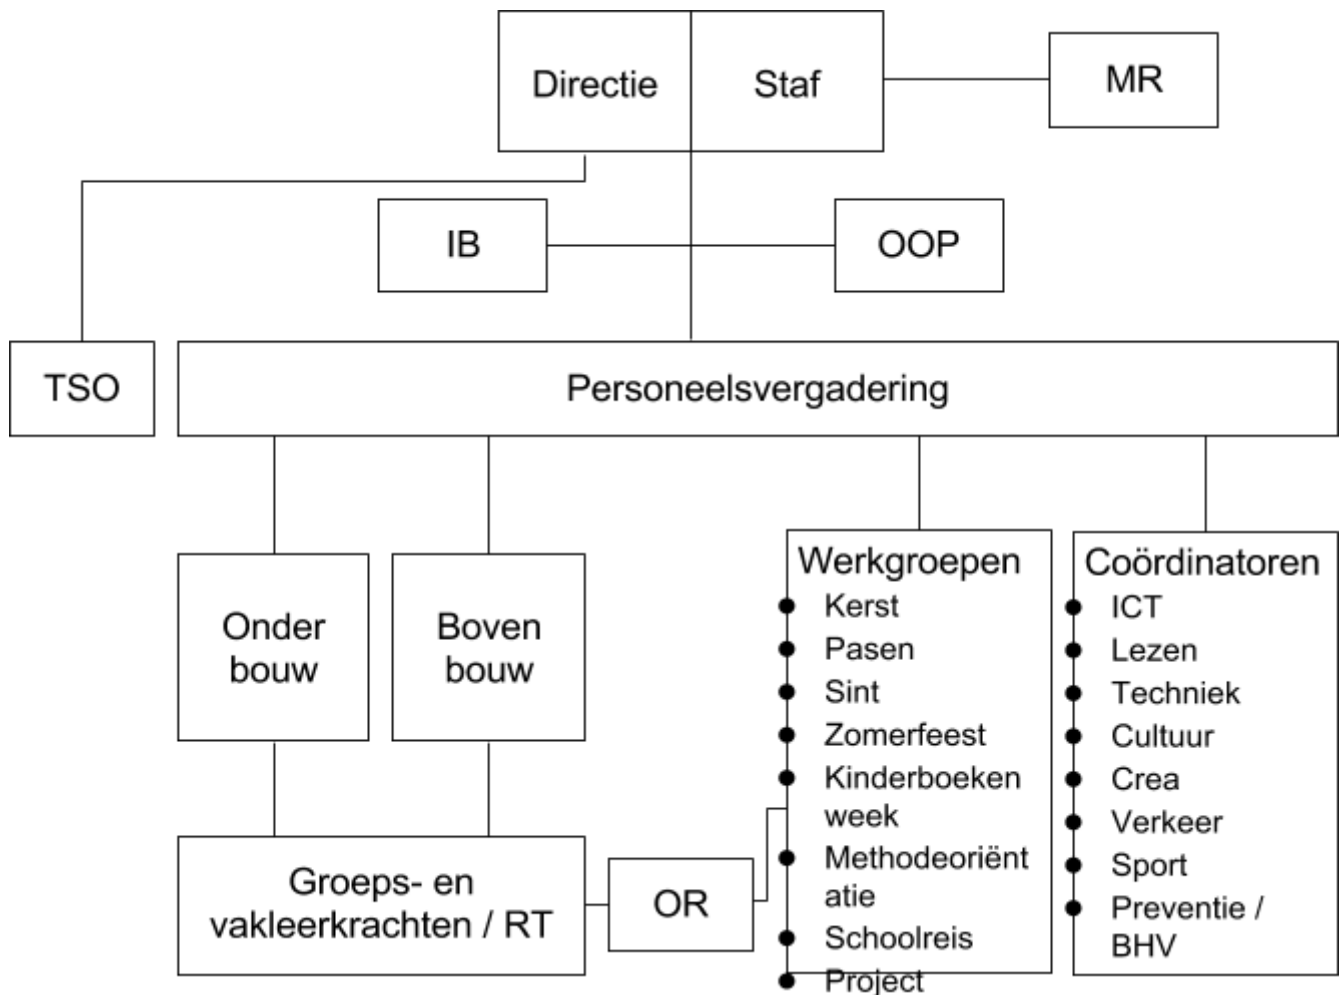 Directie
Staf
MR
IB
OOP
TSO
Personeelsvergadering
Onder
bouw
Boven
bouw
Werkgroepen
Kerst
Pasen
Sint
Zomerfeest
Kinderboeken
week
Methodeoriënt
atie
Schoolreis
Project
Coördinatoren
ICT
Lezen
Techniek
Cultuur
Crea
Verkeer
Sport
Preventie /
BHV
Groeps- en
vakleerkrachten / RT
OR